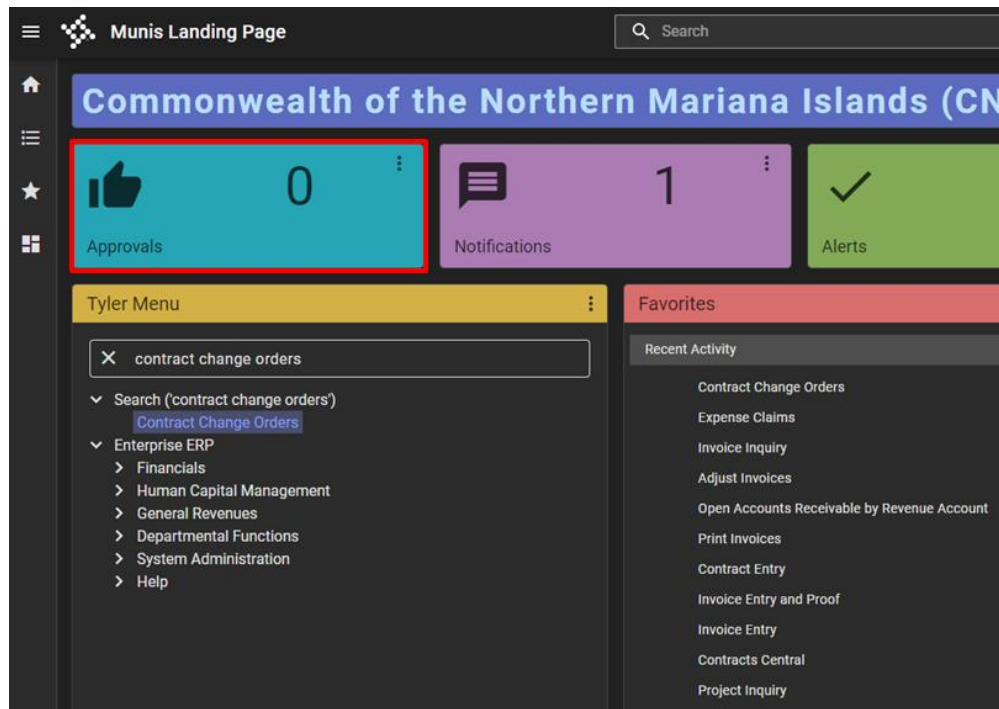 Munis Landing Page
Search
Commonwealth of the Northern Mariana Islands (CN
0
Approvals
1
Notifications
Alerts
Tyler Menu
contract change orders
Search ('contract change orders')
Contract Change Orders
Enterprise ERP
Financials
Human Capital Management
General Revenues
Departmental Functions
System Administration
Help
Favorites
Recent Activity
Contract Change Orders
Expense Claims
Invoice Inquiry
Adjust Invoices
Open Accounts Receivable by Revenue Account
Print Invoices
Contract Entry
Invoice Entry and Proof
Invoice Entry
Contracts Central
Project Inquiry